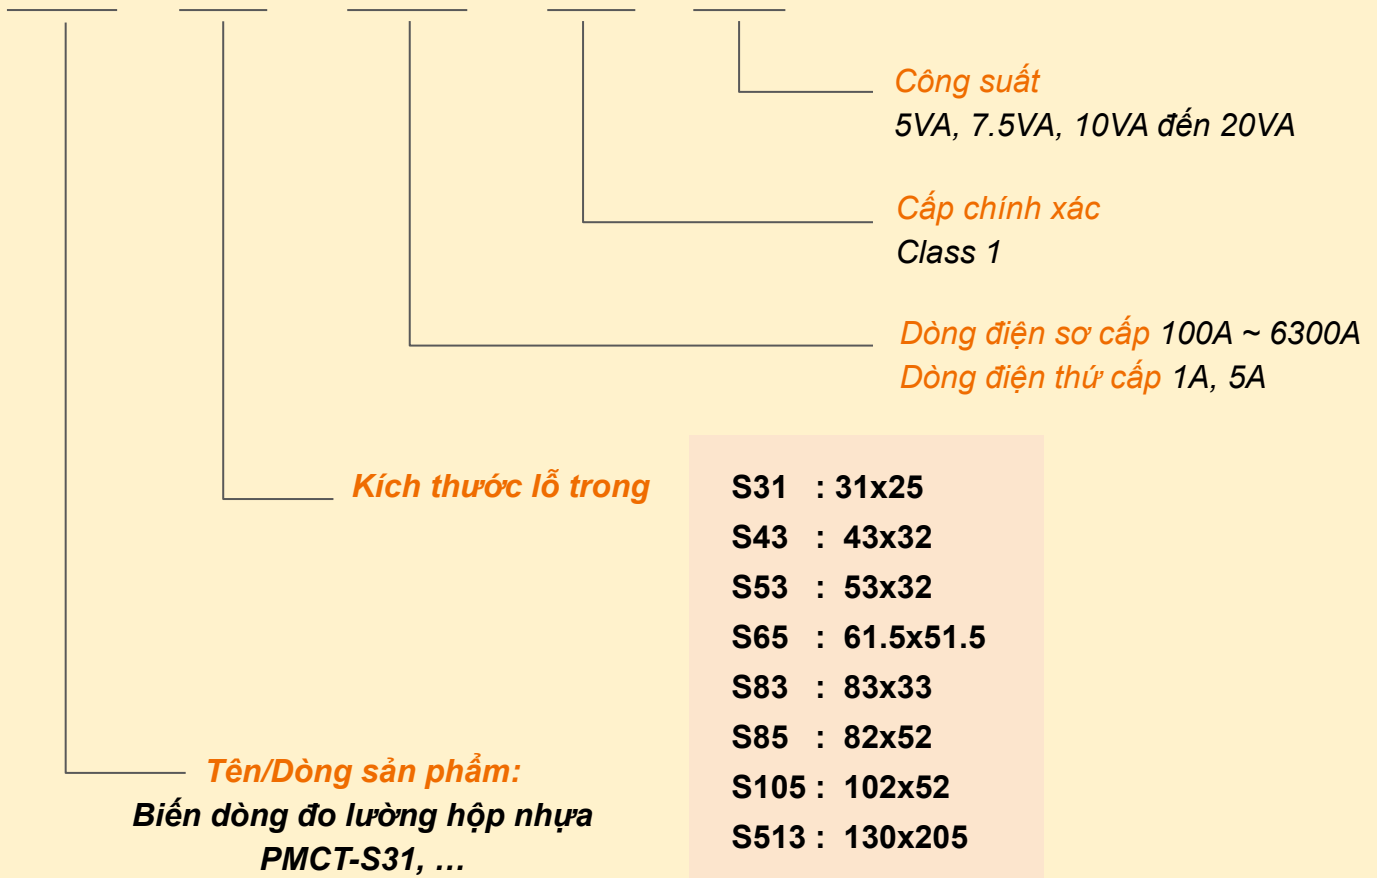 Công suất
5VA, 7.5VA, 10VA đến 20VA
Cấp chính xác
Class 1
Dòng điện sơ cấp 100A ~ 6300A
Dòng điện thứ cấp 1A, 5A
Kích thước lỗ trong
S31 : 31x25
S43 : 43x32
S53 : 53x32
S65 : 61.5x51.5
S83 : 83x33
S85 : 82x52
S105 : 102x52
S513 : 130x205
Tên/Dòng sản phẩm:
Biến dòng đo lường hộp nhựa
PMCT-S31, …